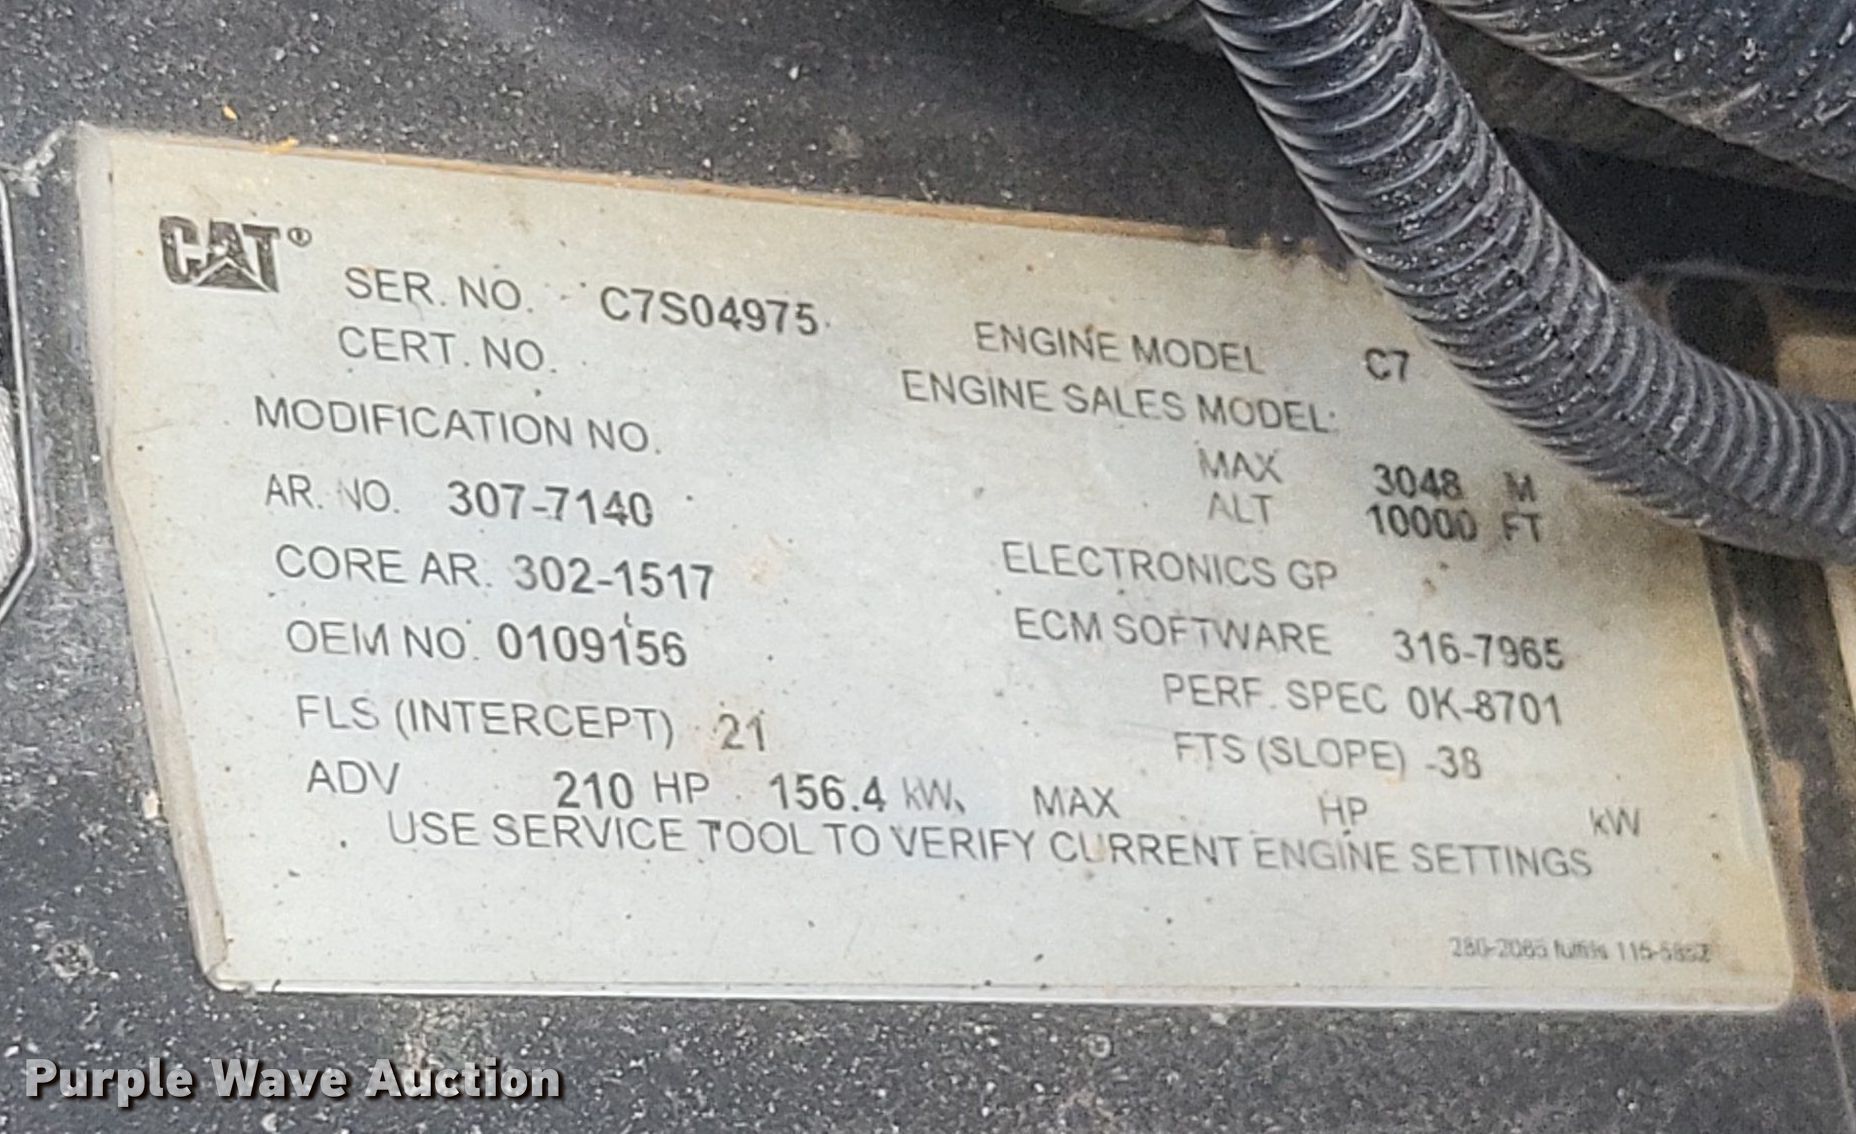 CAT®
SER. NO. C7S04975
CERT. NO.
MODIFICATION NO.
AR. NO. 307-7140
CORE AR. 302-1517
OEM NO. 0109156
FLS (INTERCEPT) 21
ADV 210 HP 156.4 kW
ENGINE MODEL C7
ENGINE SALES MODEL:
MAX 3048 M
ALT 10000 FT
ELECTRONICS GP
ECM SOFTWARE 316-7965
PERF. SPEC 0K-8701
FTS (SLOPE) -38
MAX HP kW
USE SERVICE TOOL TO VERIFY CURRENT ENGINE SETTINGS
Purple Wave Auction